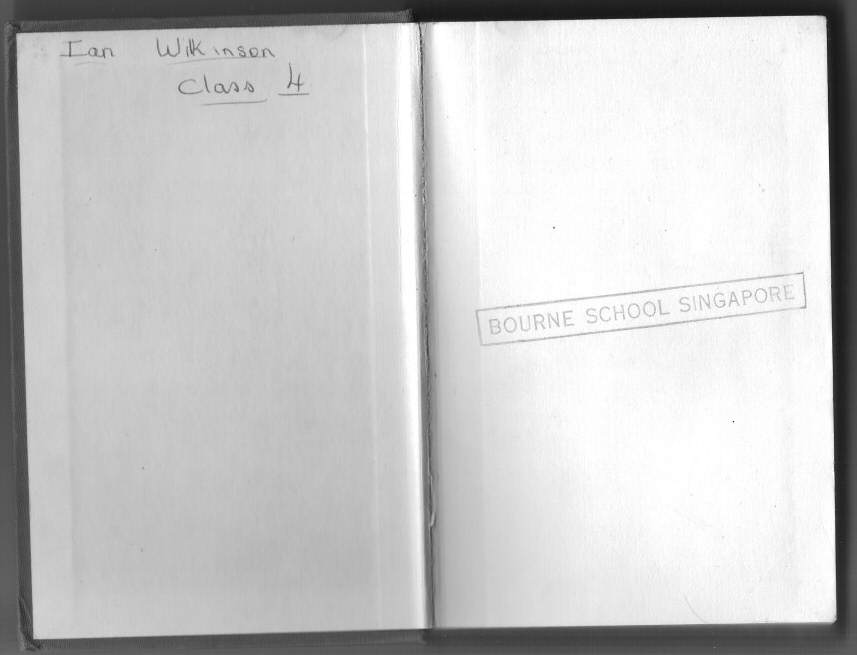 Ian Wilkinson
Class 4
BOURNE SCHOOL SINGAPORE